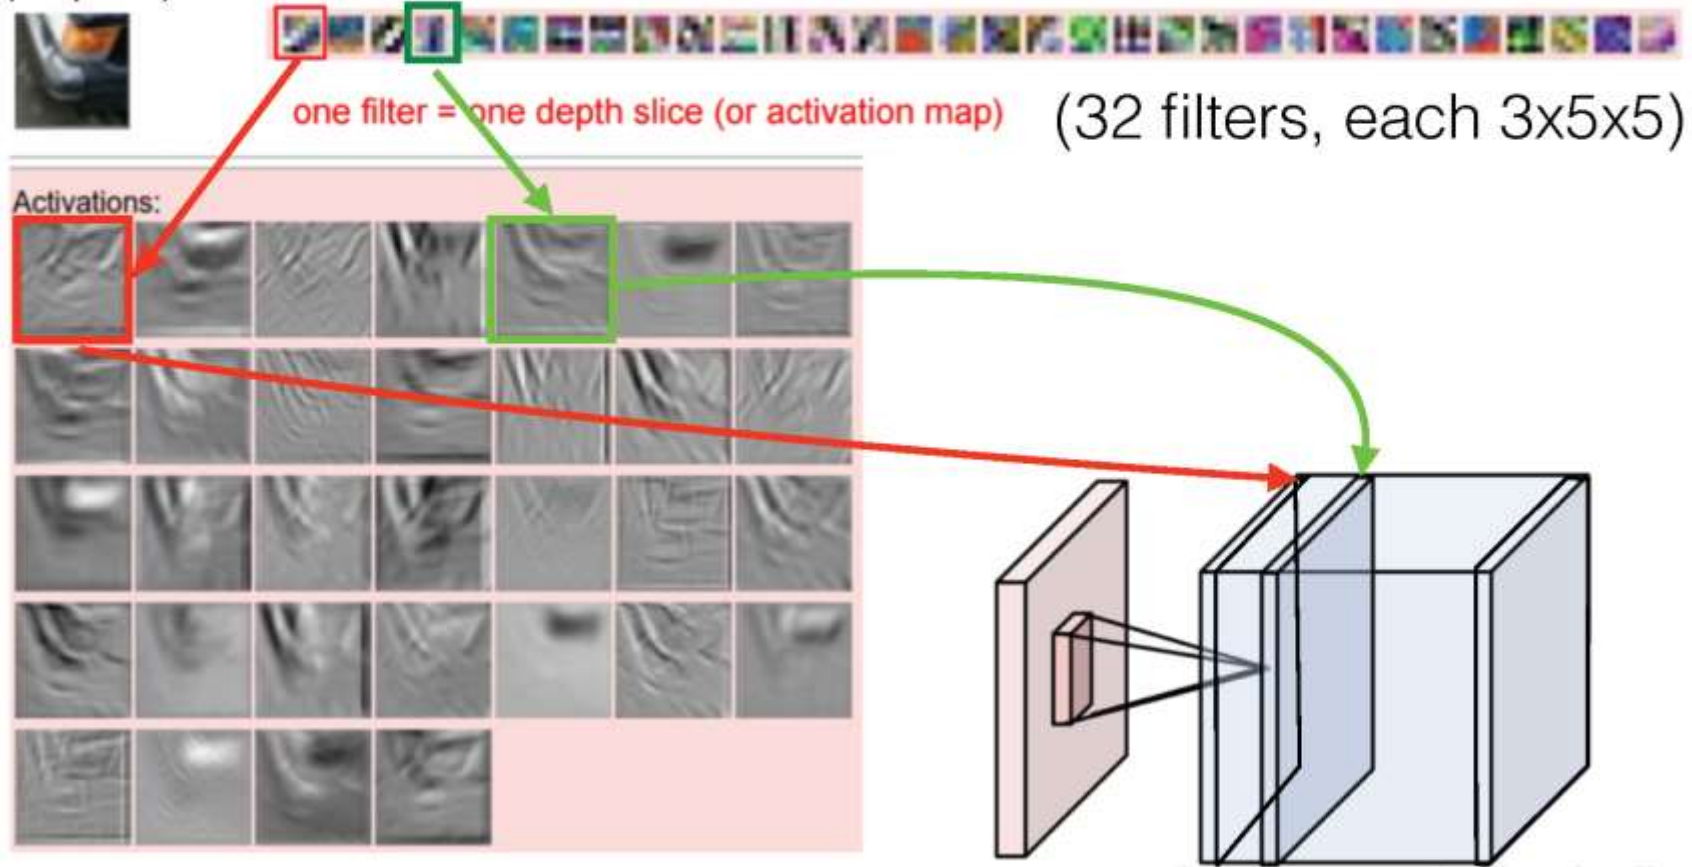 one filter = one depth slice (or activation map)
(32 filters, each 3x5x5)
Activations: